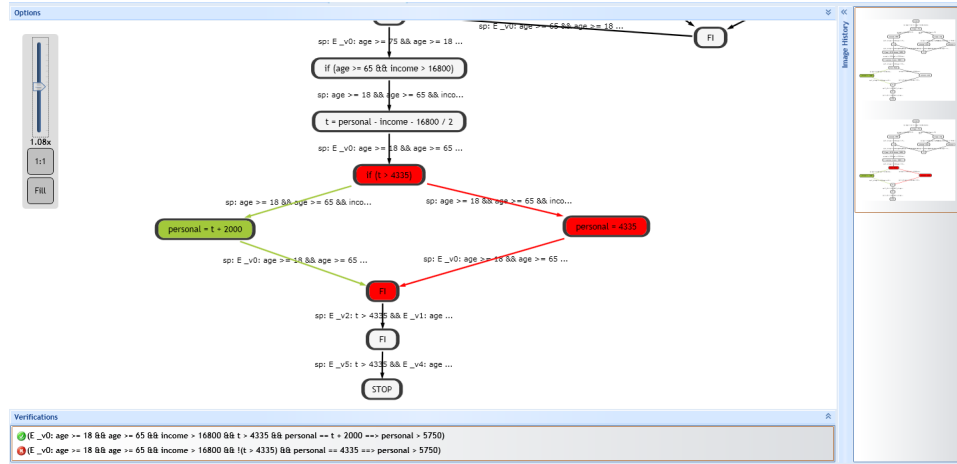 Options
Image History
sp: E _v0: age >= 65 && age >= 18 ...
FI
sp: E _v0: age >= 75 && age >= 18 ...
if (age >= 65 && income > 16800)
sp: age >= 18 && age >= 65 && inco...
t = personal - income - 16800 / 2
sp: E _v0: age >= 18 && age >= 65 ...
1.08x
1:1
Fill
if (t > 4335)
sp: age >= 18 && age >= 65 && inco...
sp: age >= 18 && age >= 65 && inco...
personal = t + 2000
personal = 4335
sp: E _v0: age >= 18 && age >= 65 ...
sp: E _v0: age >= 18 && age >= 65 ...
FI
sp: E _v2: t > 4335 && E _v1: age ...
FI
sp: E _v5: t > 4335 && E _v4: age ...
STOP
Verifications
(E _v0: age >= 18 && age >= 65 && income > 16800 && t > 4335 && personal == t + 2000 ==> personal > 5750)
(E _v0: age >= 18 && age >= 65 && income > 16800 && !(t > 4335) && personal == 4335 ==> personal > 5750)